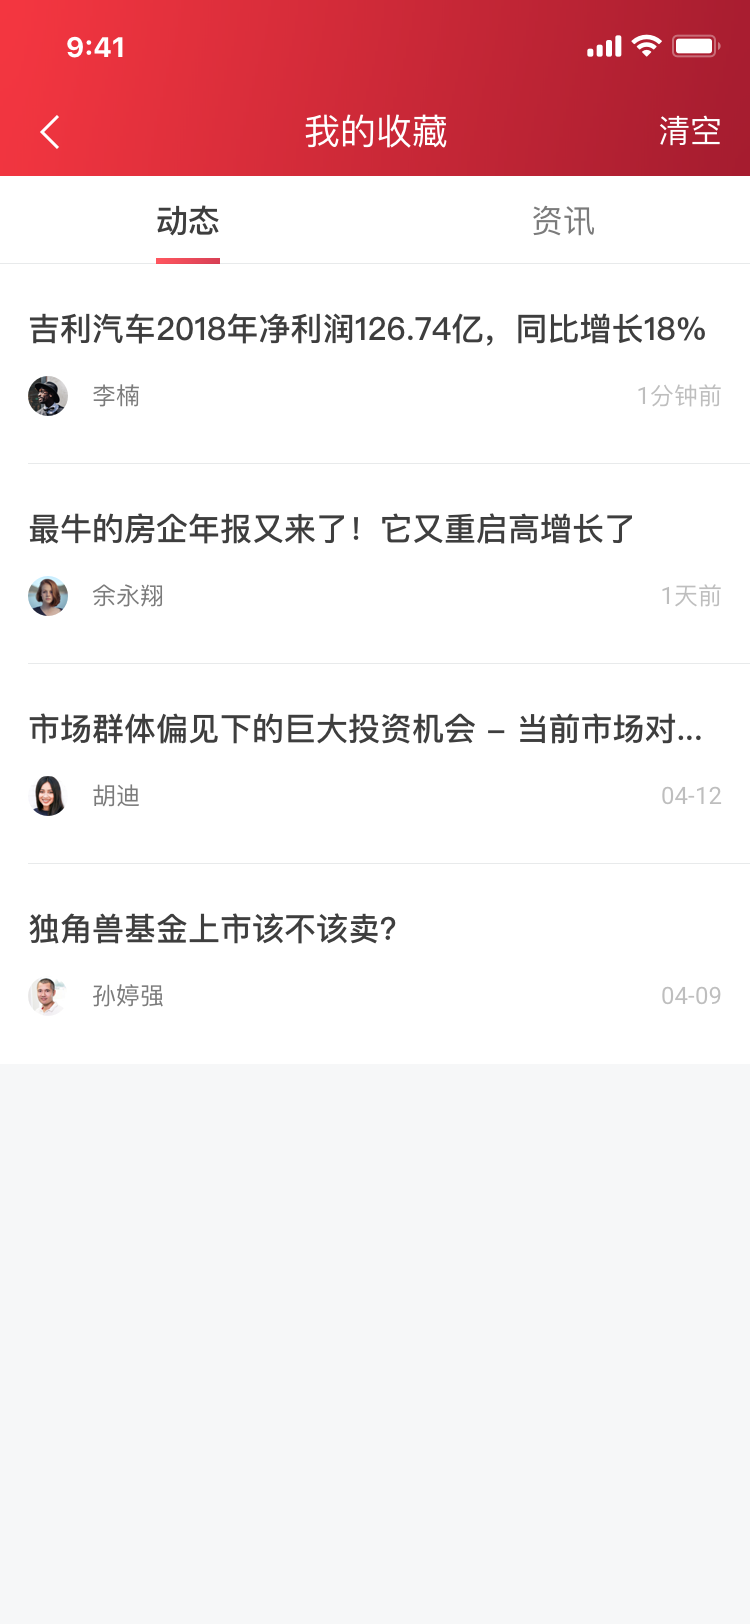 9:41
我的收藏
清空
动态
资讯
吉利汽车2018年净利润126.74亿，同比增长18%
李楠
1分钟前
最牛的房企年报又来了！它又重启高增长了
余永翔
1天前
市场群体偏见下的巨大投资机会 – 当前市场对...
胡迪
04-12
独角兽基金上市该不该卖？
孙婷强
04-09